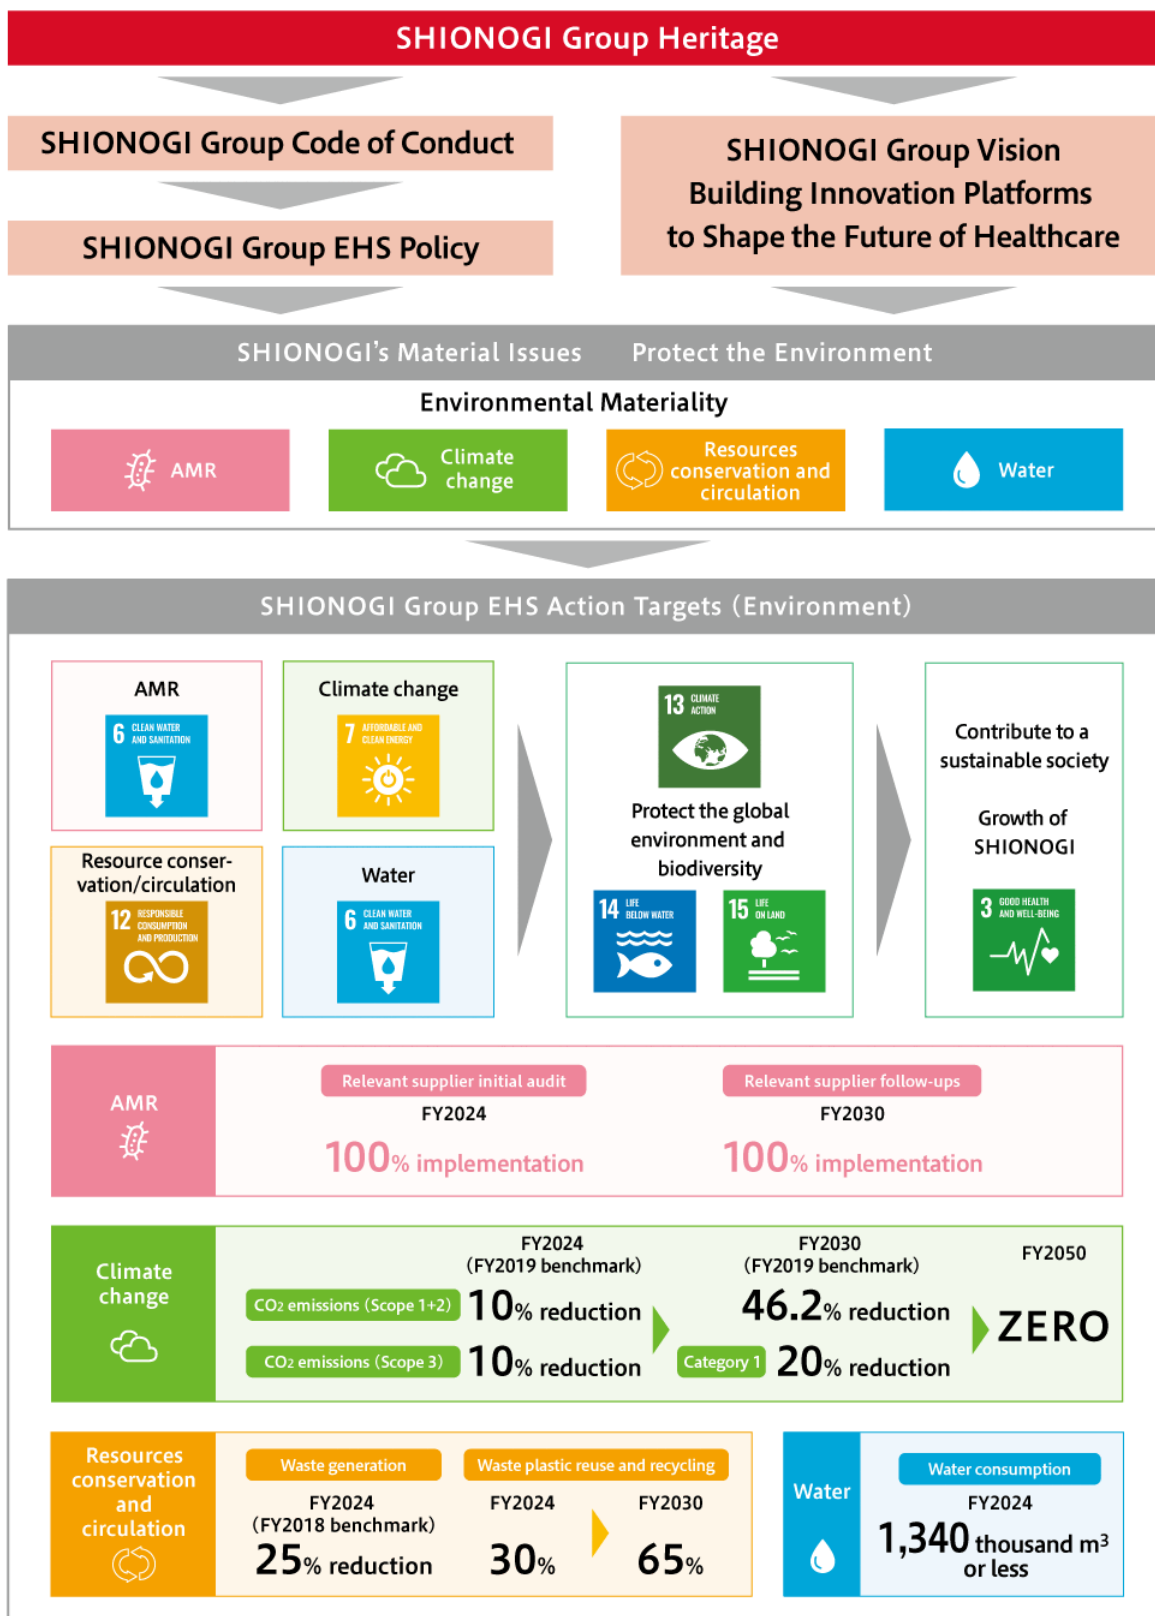 SHIONOGI Group Heritage
SHIONOGI Group Code of Conduct
SHIONOGI Group EHS Policy
SHIONOGI Group Vision
Building Innovation Platforms
to Shape the Future of Healthcare
SHIONOGI's Material Issues Protect the Environment
Environmental Materiality
AMR
Climate
change
Resources
conservation and
circulation
Water
SHIONOGI Group EHS Action Targets (Environment)
AMR
6 CLEAN WATER
AND SANITATION
Climate change
7 AFFORDABLE AND
CLEAN ENERGY
Resource conser-
vation/circulation
12 RESPONSIBLE
CONSUMPTION
AND PRODUCTION
Water
6 CLEAN WATER
AND SANITATION
13 CLIMATE
ACTION
Protect the global
environment and
biodiversity
14 LIFE
BELOW WATER
15 LIFE
ON LAND
Contribute to a
sustainable society
Growth of
SHIONOGI
3 GOOD HEALTH
AND WELL-BEING
AMR
Relevant supplier initial audit
FY2024
100% implementation
Relevant supplier follow-ups
FY2030
100% implementation
Climate
change
FY2024
(FY2019 benchmark)
FY2030
(FY2019 benchmark)
FY2050
CO2 emissions (Scope 1+2) 10% reduction 46.2% reduction
ZERO
CO2 emissions (Scope 3) 10% reduction Category 1 20% reduction
Resources
conservation
and
circulation
Waste generation
FY2024
(FY2018 benchmark)
25% reduction
Waste plastic reuse and recycling
FY2024 FY2030
30% 65%
Water
Water consumption
FY2024
1,340 thousand m³
or less